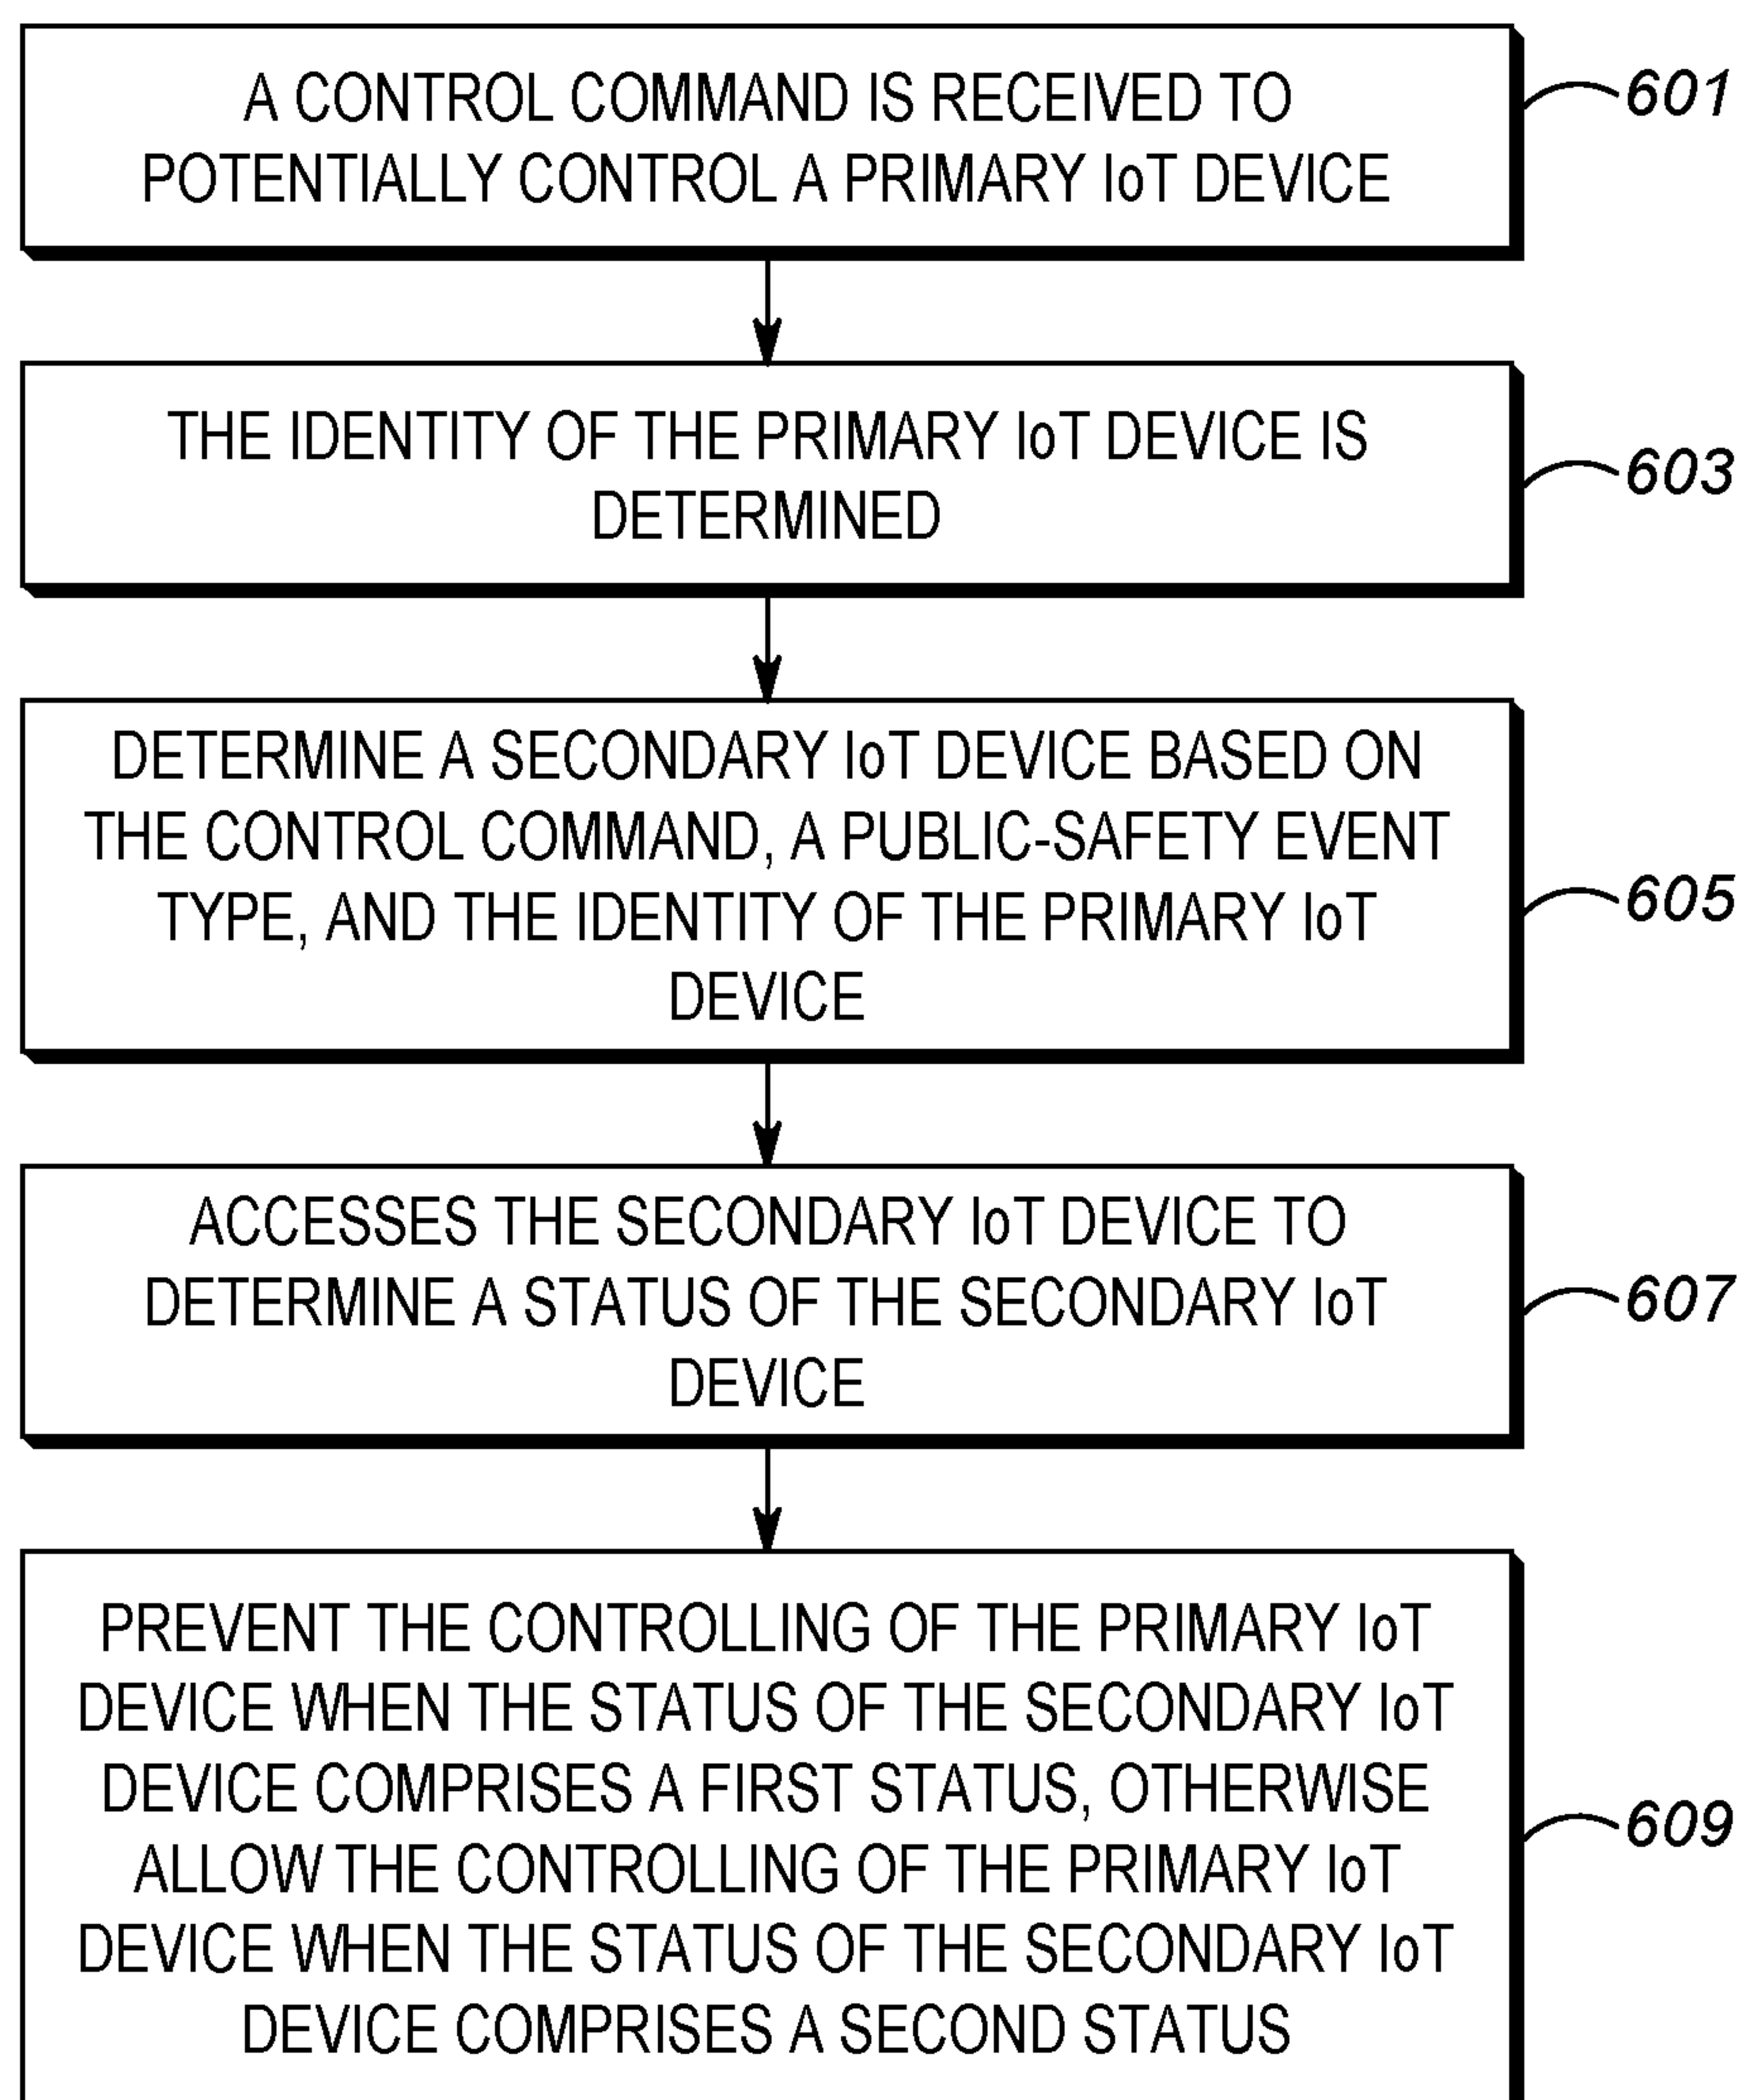 A CONTROL COMMAND IS RECEIVED TO
POTENTIALLY CONTROL A PRIMARY IoT DEVICE
601
THE IDENTITY OF THE PRIMARY IoT DEVICE IS
DETERMINED
603
DETERMINE A SECONDARY IoT DEVICE BASED ON
THE CONTROL COMMAND, A PUBLIC-SAFETY EVENT
TYPE, AND THE IDENTITY OF THE PRIMARY IoT
DEVICE
605
ACCESSES THE SECONDARY IoT DEVICE TO
DETERMINE A STATUS OF THE SECONDARY IoT
DEVICE
607
PREVENT THE CONTROLLING OF THE PRIMARY IoT
DEVICE WHEN THE STATUS OF THE SECONDARY IoT
DEVICE COMPRISES A FIRST STATUS, OTHERWISE
ALLOW THE CONTROLLING OF THE PRIMARY IoT
DEVICE WHEN THE STATUS OF THE SECONDARY IoT
DEVICE COMPRISES A SECOND STATUS
609